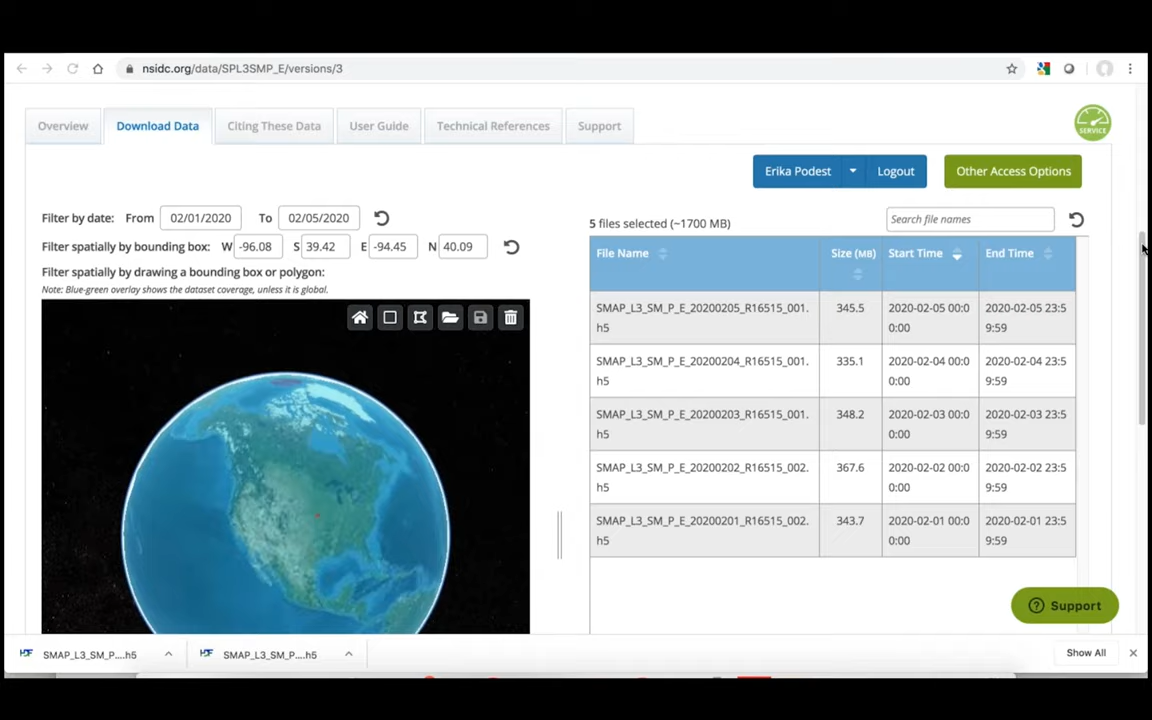 nsidc.org/data/SPL3SMP_E/versions/3
Overview
Download Data
Citing These Data
User Guide
Technical References
Support
SERVICE
Erika Podest
Logout
Other Access Options
Filter by date: From 02/01/2020 To 02/05/2020
Filter spatially by bounding box: W -96.08 S 39.42 E -94.45 N 40.09
Filter spatially by drawing a bounding box or polygon:
Note: Blue-green overlay shows the dataset coverage, unless it is global.
5 files selected (~1700 MB)
Search file names
File Name Size (MB) Start Time End Time
SMAP_L3_SM_P_E_20200205_R16515_001. 345.5 2020-02-05 00:0 2020-02-05 23:5
h5 0:00 9:59
SMAP_L3_SM_P_E_20200204_R16515_001. 335.1 2020-02-04 00:0 2020-02-04 23:5
h5 0:00 9:59
SMAP_L3_SM_P_E_20200203_R16515_001. 348.2 2020-02-03 00:0 2020-02-03 23:5
h5 0:00 9:59
SMAP_L3_SM_P_E_20200202_R16515_002. 367.6 2020-02-02 00:0 2020-02-02 23:5
h5 0:00 9:59
SMAP_L3_SM_P_E_20200201_R16515_002. 343.7 2020-02-01 00:0 2020-02-01 23:5
h5 0:00 9:59
Support
HDF SMAP_L3_SM_P....h5
HDF SMAP_L3_SM_P....h5
Show All